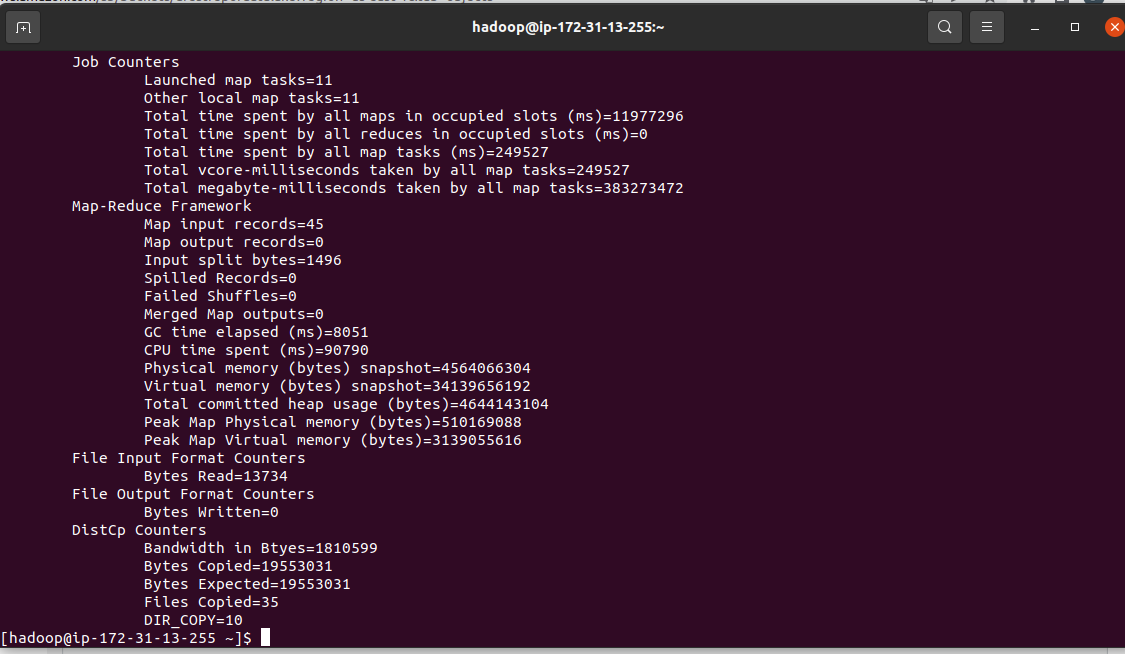 hadoop@ip-172-31-13-255:~
Job Counters
Launched map tasks=11
Other local map tasks=11
Total time spent by all maps in occupied slots (ms)=11977296
Total time spent by all reduces in occupied slots (ms)=0
Total time spent by all map tasks (ms)=249527
Total vcore-milliseconds taken by all map tasks=249527
Total megabyte-milliseconds taken by all map tasks=383273472
Map-Reduce Framework
Map input records=45
Map output records=0
Input split bytes=1496
Spilled Records=0
Failed Shuffles=0
Merged Map outputs=0
GC time elapsed (ms)=8051
CPU time spent (ms)=90790
Physical memory (bytes) snapshot=4564066304
Virtual memory (bytes) snapshot=34139656192
Total committed heap usage (bytes)=4644143104
Peak Map Physical memory (bytes)=510169088
Peak Map Virtual memory (bytes)=3139055616
File Input Format Counters
Bytes Read=13734
File Output Format Counters
Bytes Written=0
DistCp Counters
Bandwidth in Btyes=1810599
Bytes Copied=19553031
Bytes Expected=19553031
Files Copied=35
DIR_COPY=10
[hadoop@ip-172-31-13-255 ~]$